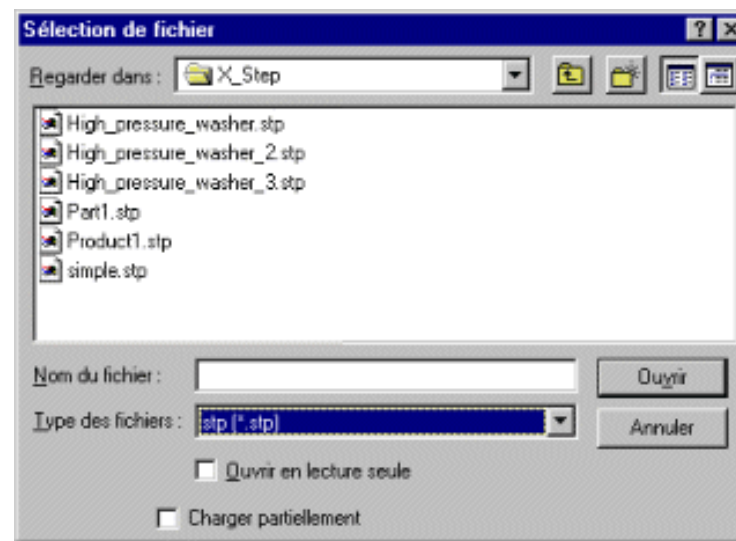 Sélection de fichier
Regarder dans : X_Step
High_pressure_washer.stp
High_pressure_washer_2.stp
High_pressure_washer_3.stp
Part1.stp
Product1.stp
simple.stp
Nom du fichier :
Ouvrir
Type des fichiers : stp (*.stp)
Annuler
Ouvrir en lecture seule
Charger partiellement